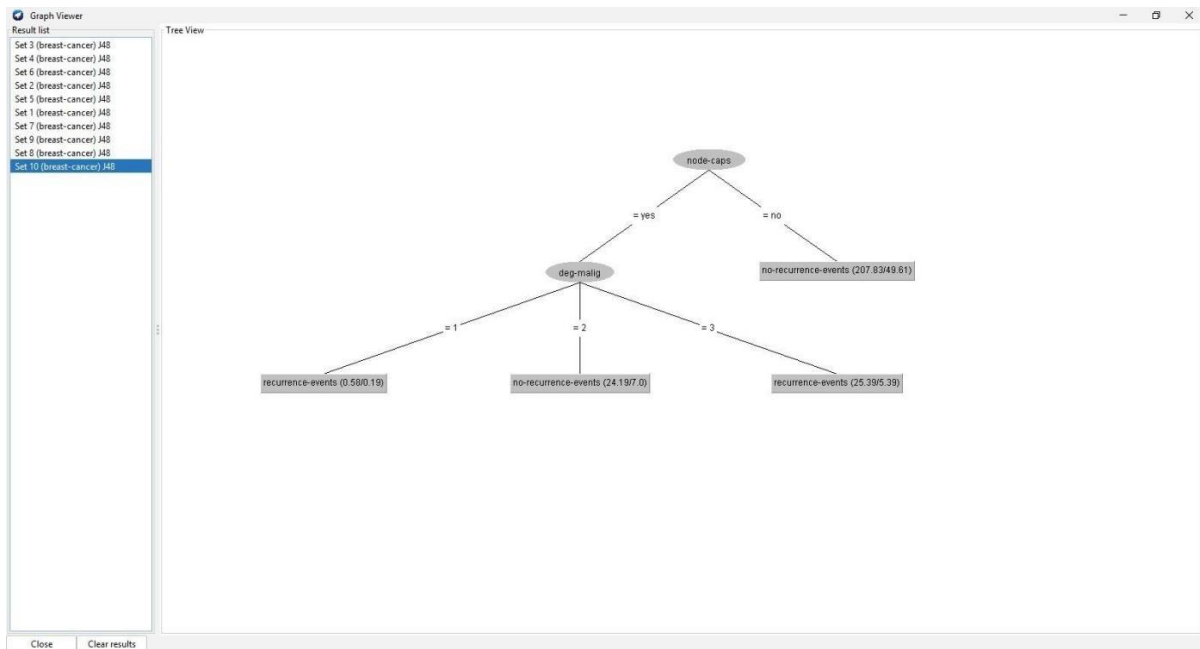 Graph Viewer
Result list
Set 3 (breast-cancer) J48
Set 4 (breast-cancer) J48
Set 6 (breast-cancer) J48
Set 2 (breast-cancer) J48
Set 5 (breast-cancer) J48
Set 1 (breast-cancer) J48
Set 7 (breast-cancer) J48
Set 9 (breast-cancer) J48
Set 8 (breast-cancer) J48
Set 10 (breast-cancer) J48
Tree View
node-caps
= yes
= no
deg-malig
no-recurrence-events (207.83/49.61)
= 1
= 2
= 3
recurrence-events (0.58/0.19)
no-recurrence-events (24.19/7.0)
recurrence-events (25.39/5.39)
Close
Clear results